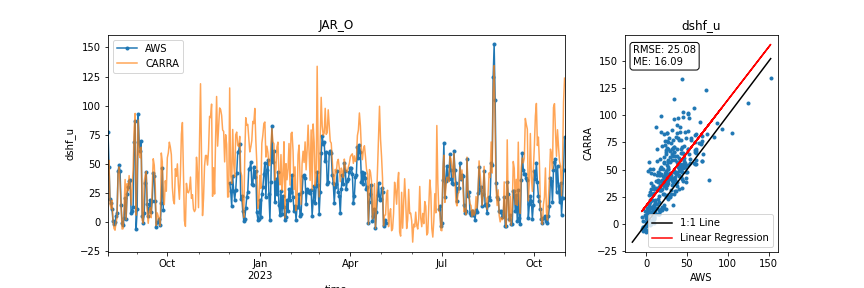 JAR_O
dshf_u
AWS
CARRA
RMSE: 25.08
ME: 16.09
dshf_u
150
125
100
75
50
25
0
−25
Oct
Jan
2023
Apr
Jul
Oct
CARRA
150
125
100
75
50
25
0
−25
1:1 Line
Linear Regression
0
50
100
150
AWS